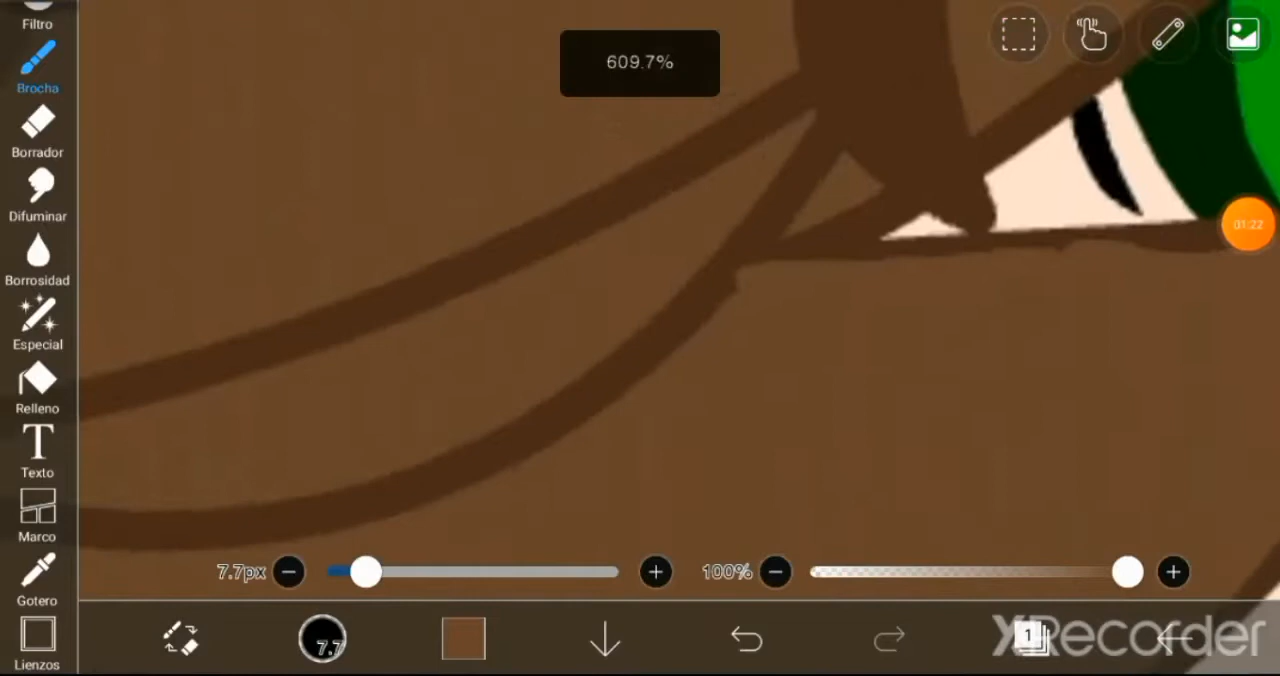 Filtro
Brocha
Borrador
Difuminar
Borrosidad
Especial
Relleno
T
Texto
Marco
Gotero
Lienzos
609.7%
01:22
7.7px
100%
7.7
1
XRecorder